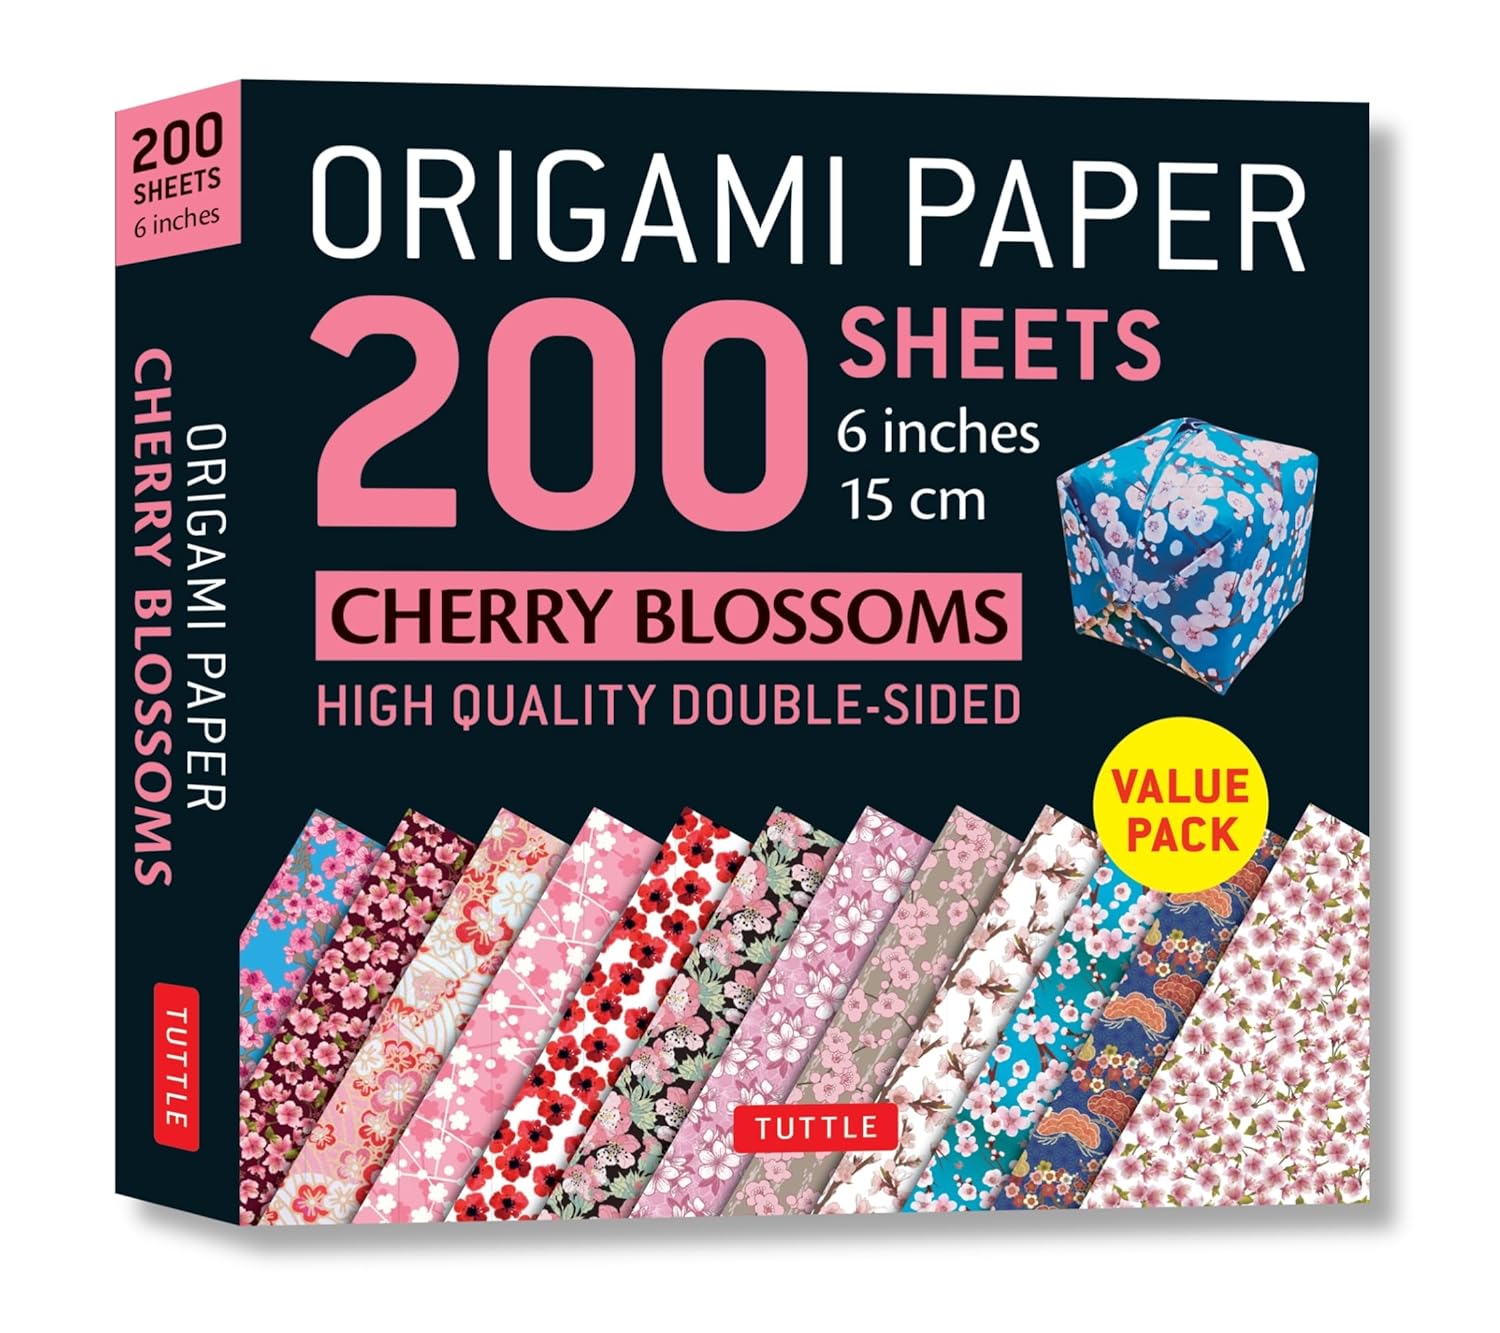 200
SHEETS
6 inches
ORIGAMI PAPER
CHERRY BLOSSOMS
TUTTLE
ORIGAMI PAPER
200 SHEETS
6 inches
15 cm
CHERRY BLOSSOMS
HIGH QUALITY DOUBLE-SIDED
VALUE
PACK
TUTTLE